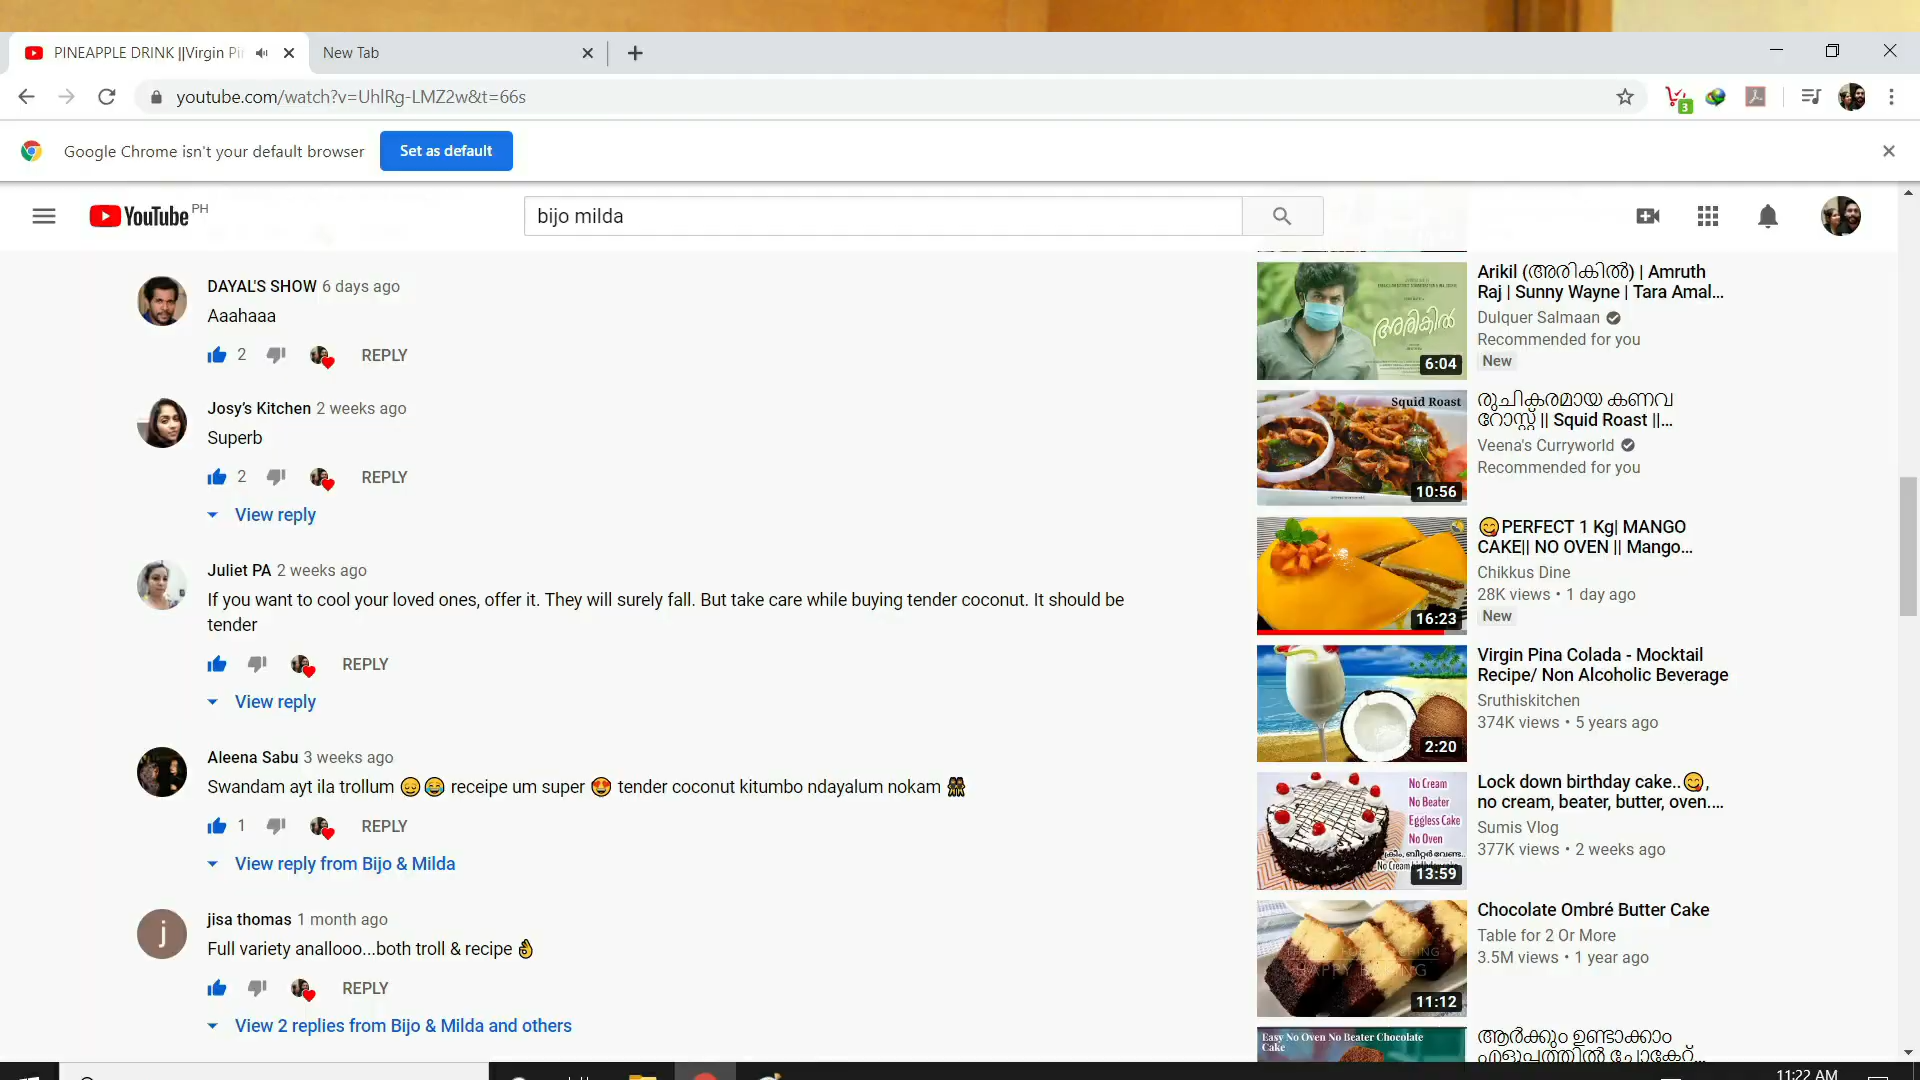 PINEAPPLE DRINK ||Virgin Pi
New Tab
youtube.com/watch?v=UhlRg-LMZ2w&t=66s
3
Google Chrome isn't your default browser
Set as default
YouTube PH
bijo milda
DAYAL'S SHOW 6 days ago
Aaahaaa
2 REPLY
Josy's Kitchen 2 weeks ago
Superb
2 REPLY
View reply
Juliet PA 2 weeks ago
If you want to cool your loved ones, offer it. They will surely fall. But take care while buying tender coconut. It should be
tender
REPLY
View reply
Aleena Sabu 3 weeks ago
Swandam ayt ila trollum 😔😂 receipe um super 😍 tender coconut kitumbo ndayalum nokam 👭
1 REPLY
View reply from Bijo & Milda
j
jisa thomas 1 month ago
Full variety anallooo...both troll & recipe 👌
REPLY
View 2 replies from Bijo & Milda and others
അരികിൽ
6:04
Arikil (അരികിൽ) | Amruth
Raj | Sunny Wayne | Tara Amal...
Dulquer Salmaan
Recommended for you
New
Squid Roast
10:56
രുചികരമായ കണവ
റോസ്റ്റ് || Squid Roast ||...
Veena's Curryworld
Recommended for you
16:23
😋PERFECT 1 Kg| MANGO
CAKE|| NO OVEN || Mango...
Chikkus Dine
28K views • 1 day ago
New
2:20
Virgin Pina Colada - Mocktail
Recipe/ Non Alcoholic Beverage
Sruthiskitchen
374K views • 5 years ago
No Cream
No Beater
Eggless Cake
No Oven
ക്രീം, ബീറ്റർ വേണ്ട..
No Cream
13:59
Lock down birthday cake..😋,
no cream, beater, butter, oven....
Sumis Vlog
377K views • 2 weeks ago
HAPPY
11:12
Chocolate Ombré Butter Cake
Table for 2 Or More
3.5M views • 1 year ago
Easy No Oven No Beater Chocolate
Cake
ആർക്കും ഉണ്ടാക്കാം
എളുപ്പത്തിൽ ചോക്ലേറ്റ്...
11:22 AM